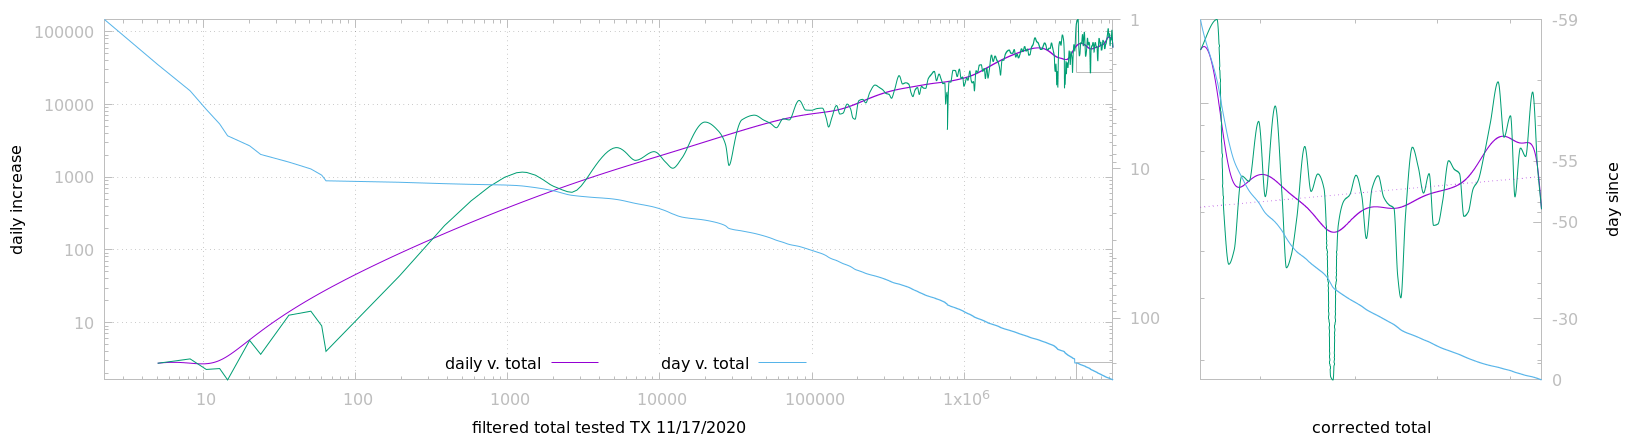 100000
10000
1000
100
10
daily increase
1
10
100
daily v. total
day v. total
10
100
1000
10000
100000
1x10⁶
filtered total tested TX 11/17/2020
-59
-55
-50
-30
0
day since
corrected total